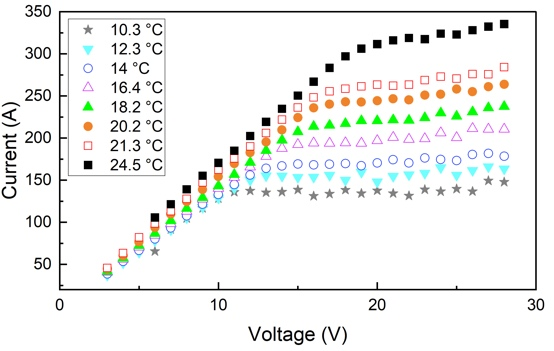 350
300
250
200
150
100
50
Current (A)
10.3 °C
12.3 °C
14 °C
16.4 °C
18.2 °C
20.2 °C
21.3 °C
24.5 °C
0
10
20
30
Voltage (V)